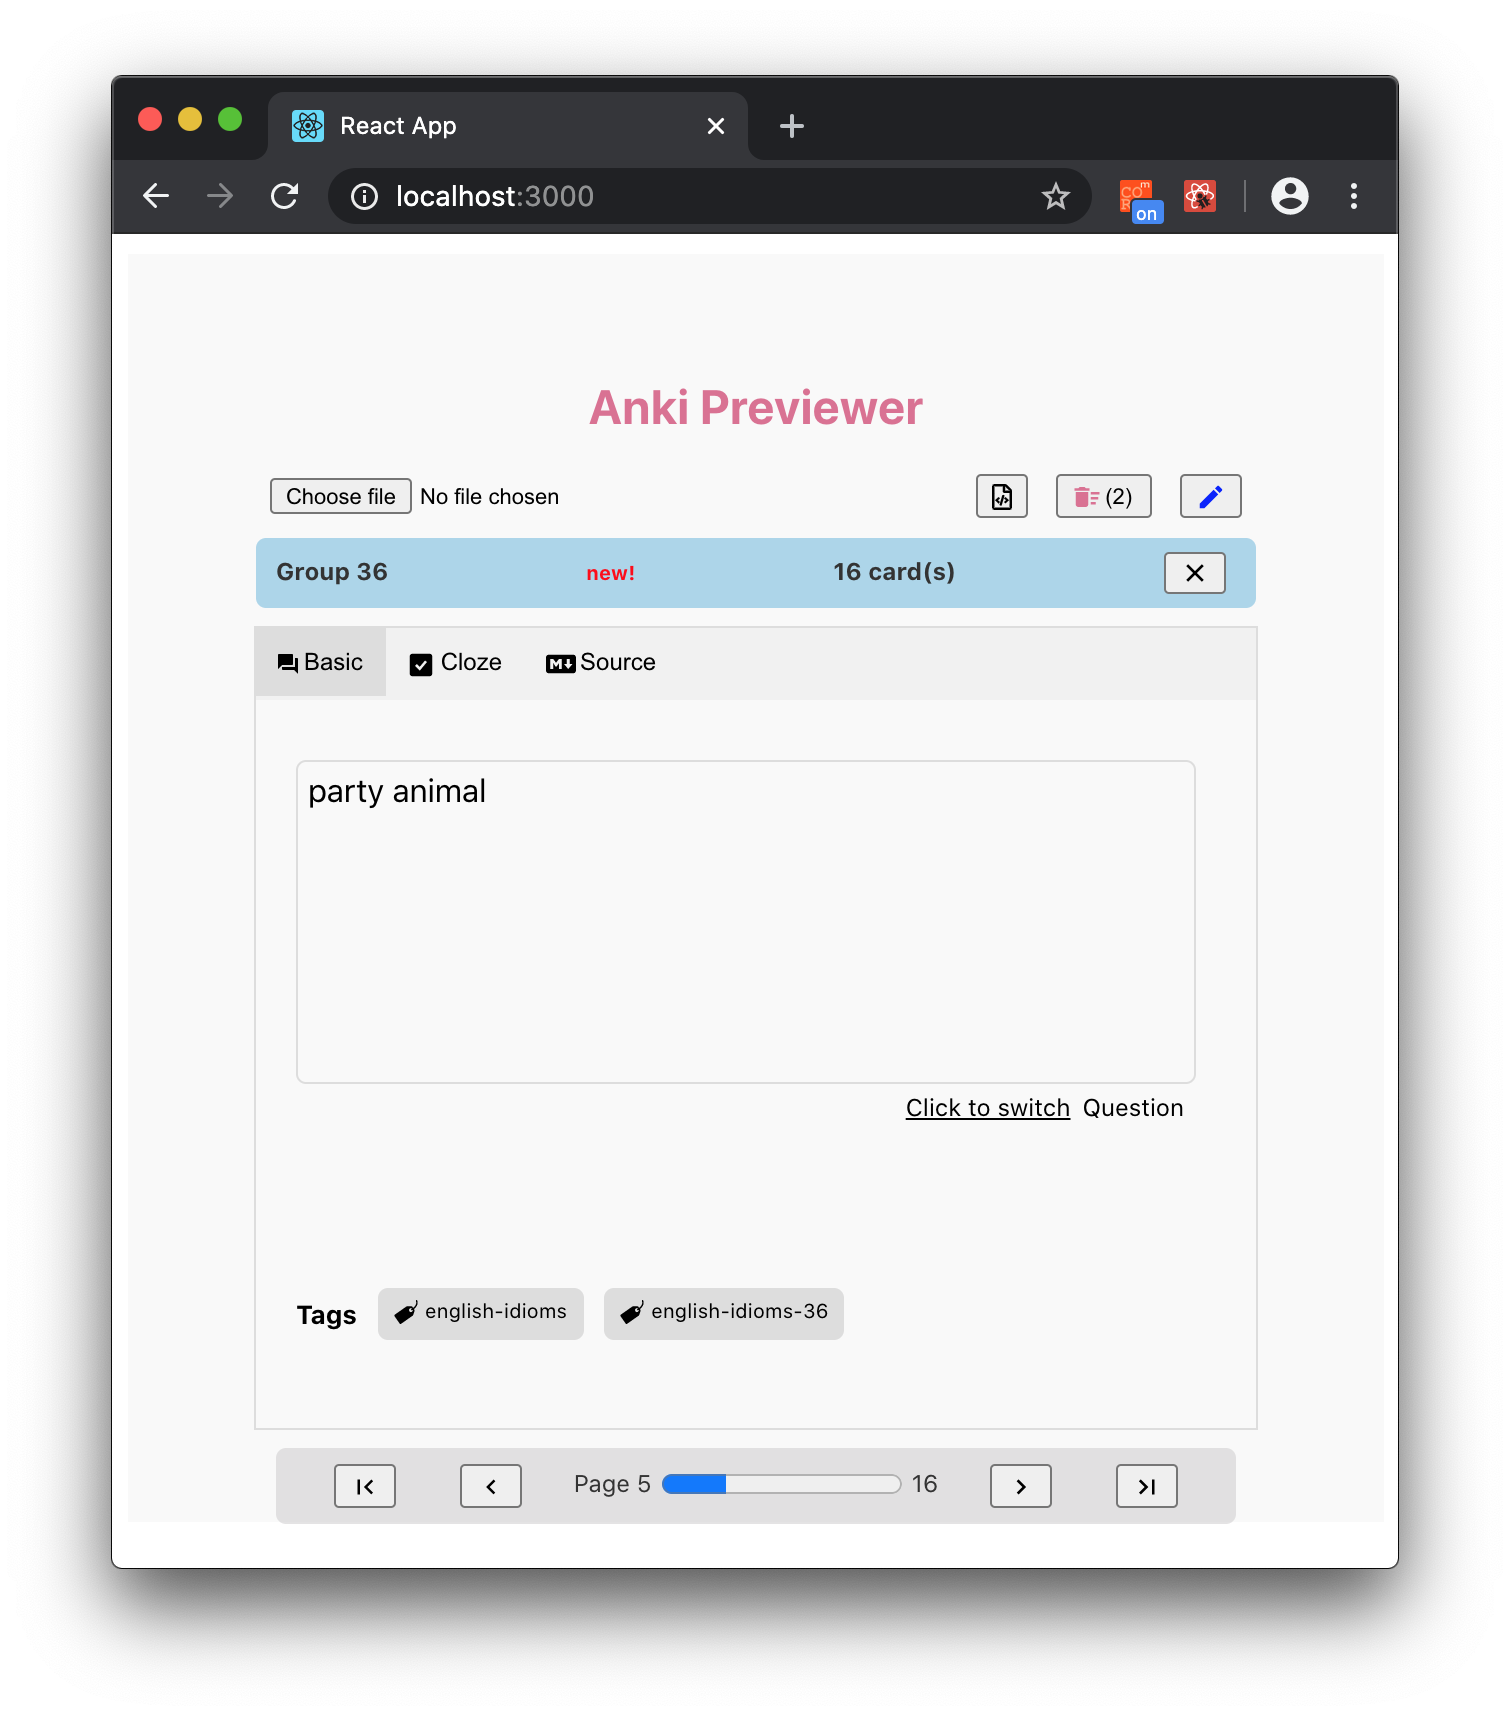 React App
localhost:3000
on
Anki Previewer
Choose file No file chosen (2)
Group 36 new! 16 card(s)
Basic Cloze Source
party animal
Click to switch Question
Tags english-idioms english-idioms-36
Page 5 16